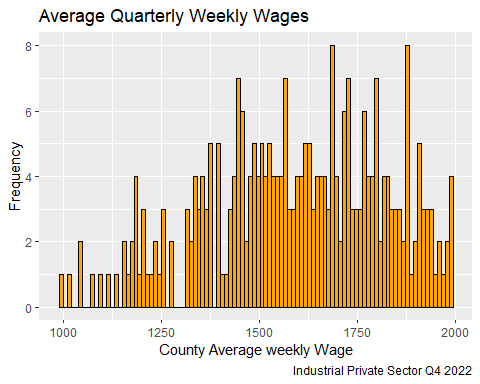 Average Quarterly Weekly Wages
8
6
4
2
0
Frequency
1000 1250 1500 1750 2000
County Average weekly Wage
Industrial Private Sector Q4 2022